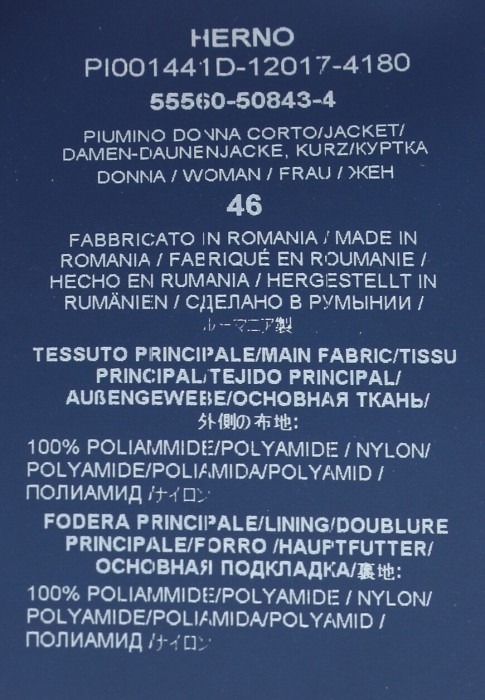 HERNO
PI001441D-12017-4180
55560-50843-4
PIUMINO DONNA CORTO/JACKET/
DAMEN-DAUNENJACKE, KURZ/КУРТКА
DONNA / WOMAN / FRAU / ЖЕН
46
FABBRICATO IN ROMANIA / MADE IN
ROMANIA / FABRIQUÉ EN ROUMANIE /
HECHO EN RUMANIA / HERGESTELLT IN
RUMÄNIEN / СДЕЛАНО В РУМЫНИИ /
ルーマニア製
TESSUTO PRINCIPALE/MAIN FABRIC/TISSU
PRINCIPAL/TEJIDO PRINCIPAL/
AUßENGEWEBE/ОСНОВНАЯ ТКАНЬ/
外側の布地:
100% POLIAMMIDE/POLYAMIDE / NYLON/
POLYAMIDE/POLIAMIDA/POLYAMID /
ПОЛИАМИД /ナイロン
FODERA PRINCIPALE/LINING/DOUBLURE
PRINCIPALE/FORRO /HAUPTFUTTER/
ОСНОВНАЯ ПОДКЛАДКА/裏地:
100% POLIAMMIDE/POLYAMIDE / NYLON/
POLYAMIDE/POLIAMIDA/POLYAMID /
ПОЛИАМИД /ナイロン